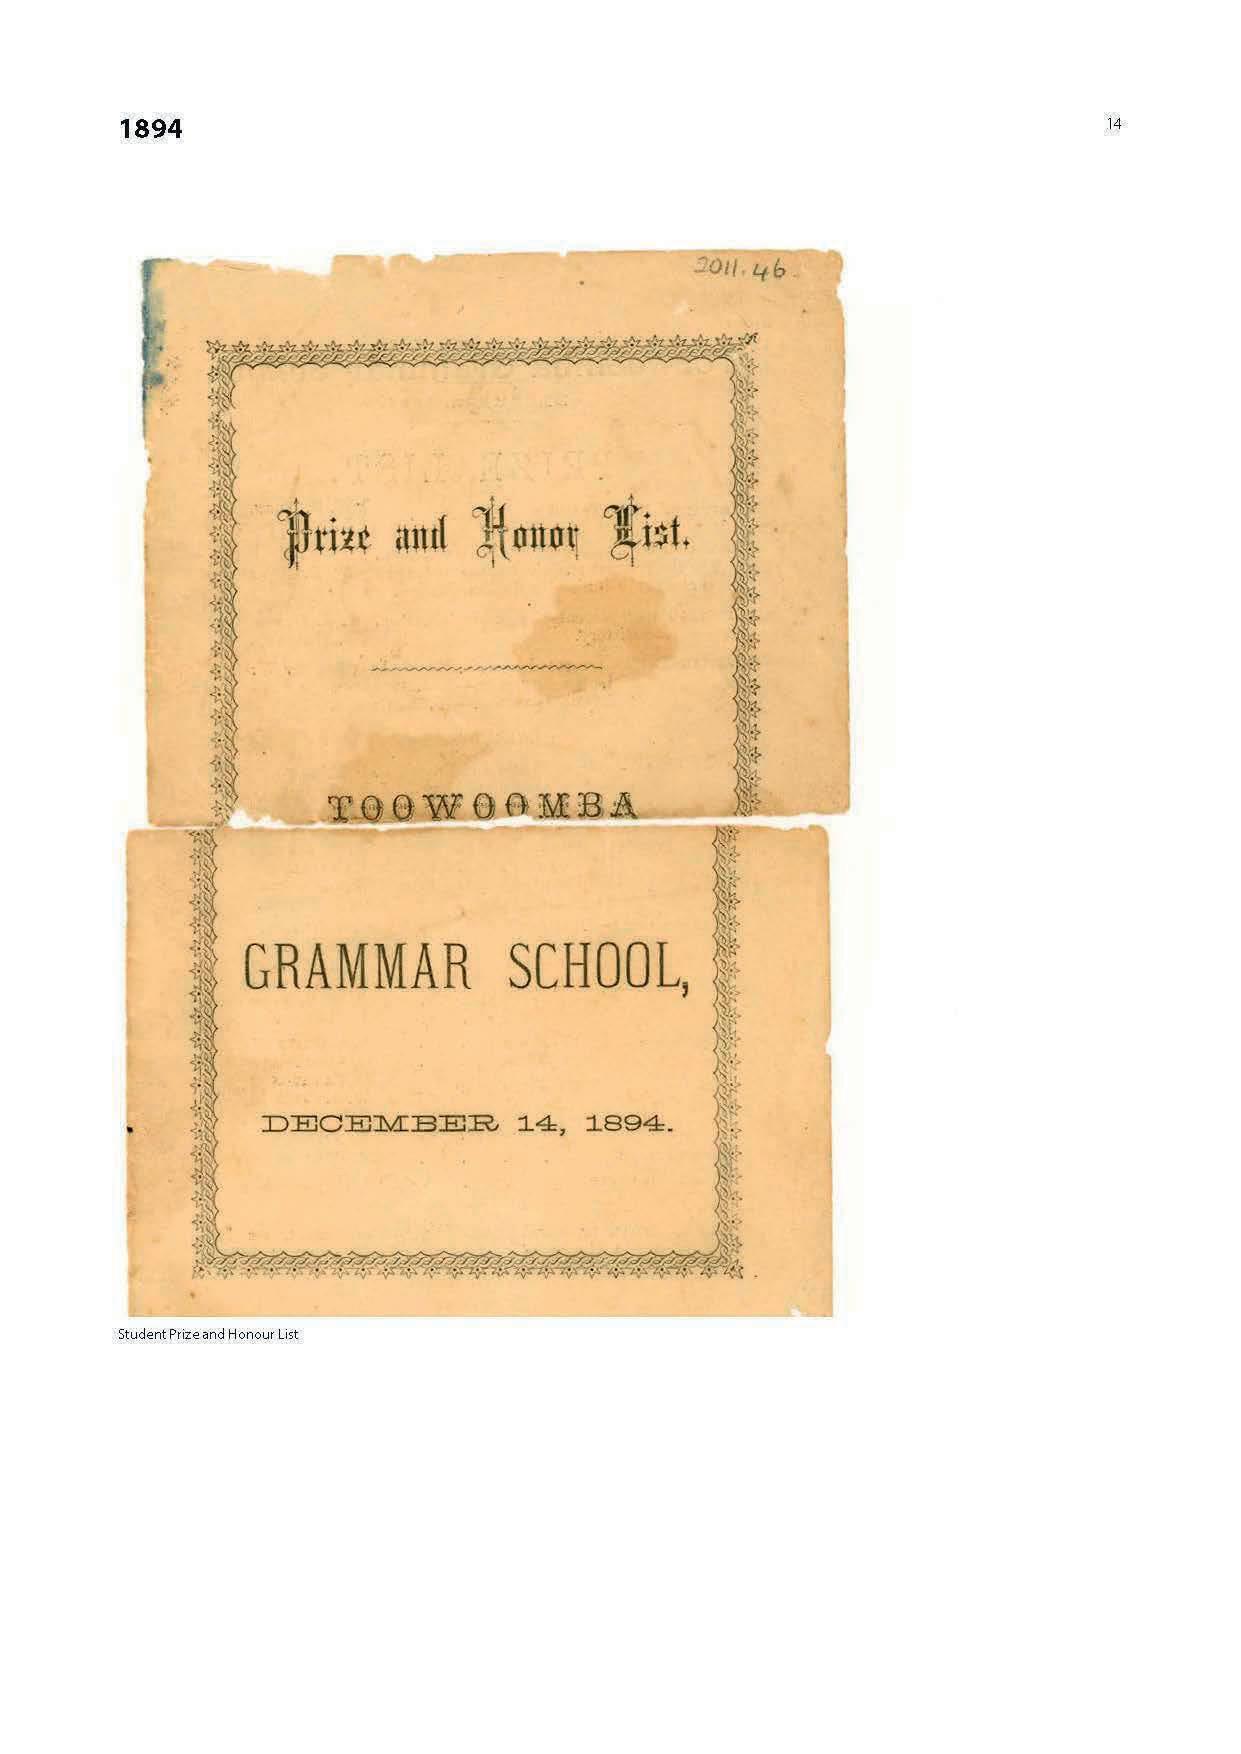 1894
14
2011.46
Prize and Honor List.
TOOWOOMBA
GRAMMAR SCHOOL,
DECEMBER 14, 1894.
Student Prize and Honour List